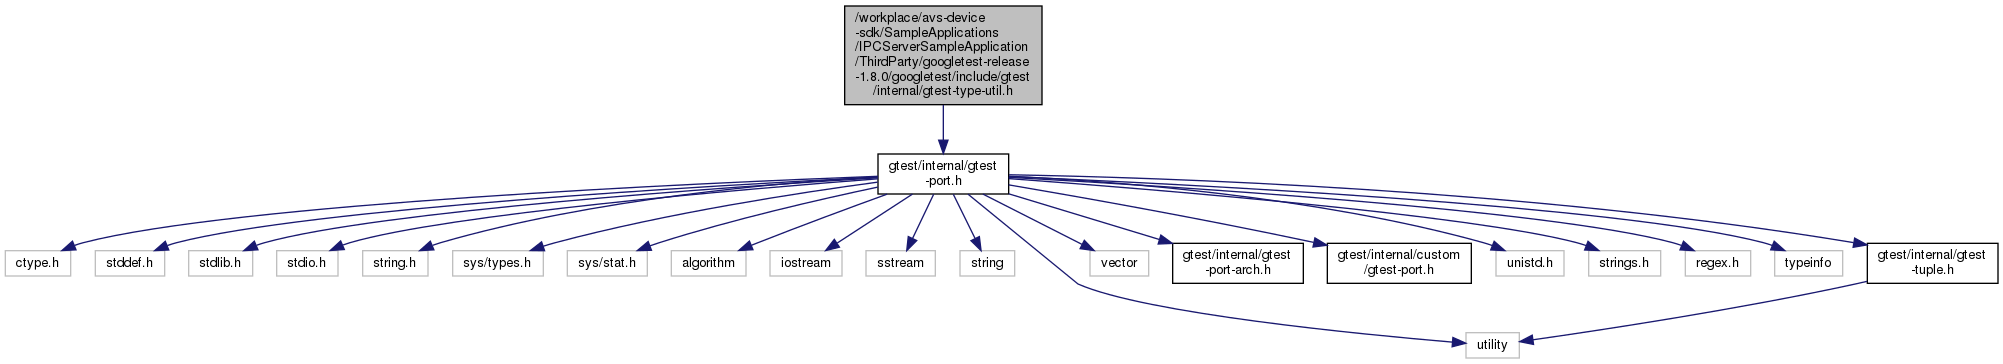 /workplace/avs-device
-sdk/SampleApplications
/IPCServerSampleApplication
/ThirdParty/googletest-release
-1.8.0/googletest/include/gtest
/internal/gtest-type-util.h
gtest/internal/gtest
-port.h
ctype.h
stddef.h
stdlib.h
stdio.h
string.h
sys/types.h
sys/stat.h
algorithm
iostream
sstream
string
vector
gtest/internal/gtest
-port-arch.h
gtest/internal/custom
/gtest-port.h
unistd.h
strings.h
regex.h
typeinfo
gtest/internal/gtest
-tuple.h
utility